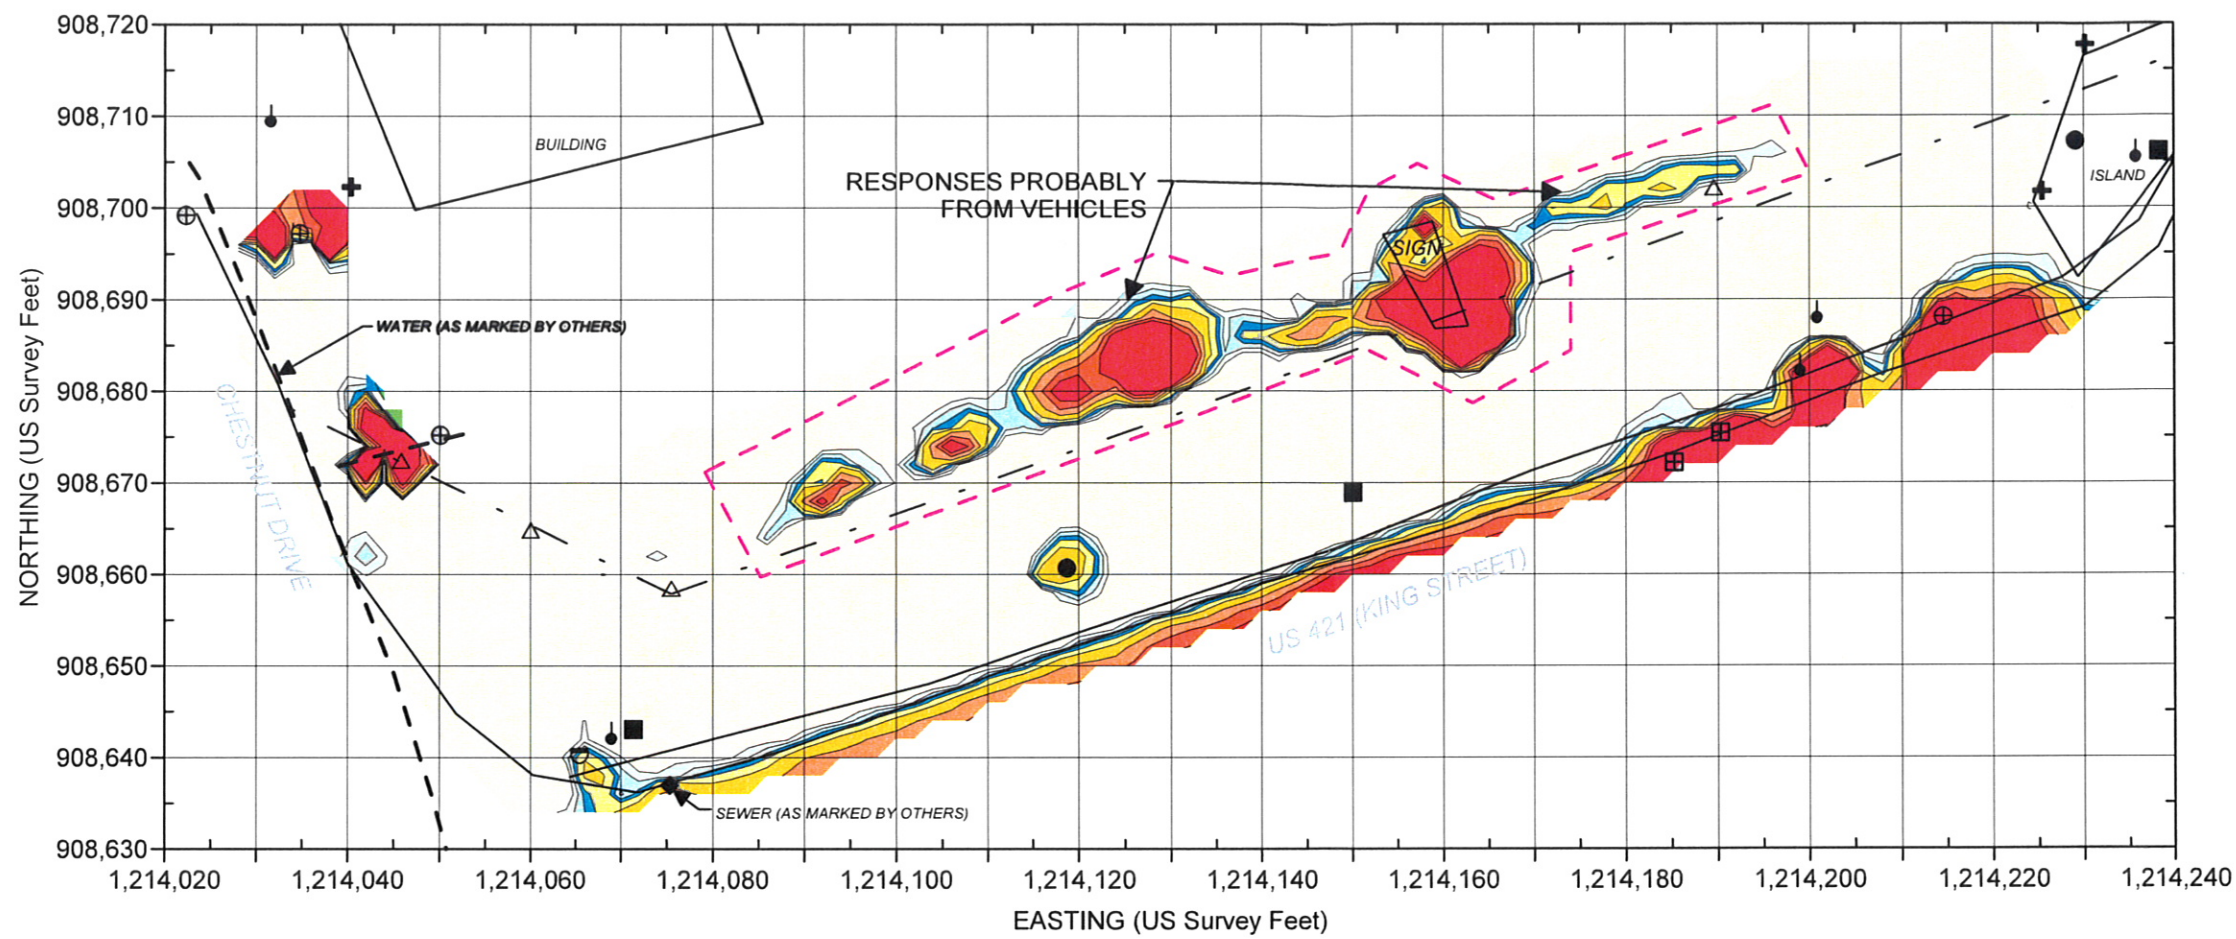 908,720
908,710
908,700
908,690
908,680
908,670
908,660
908,650
908,640
908,630
NORTHING (US Survey Feet)
BUILDING
RESPONSES PROBABLY
FROM VEHICLES
SIGN
ISLAND
WATER (AS MARKED BY OTHERS)
CHESTNUT DRIVE
US 421 (KING STREET)
SEWER (AS MARKED BY OTHERS)
1,214,020
1,214,040
1,214,060
1,214,080
1,214,100
1,214,120
1,214,140
1,214,160
1,214,180
1,214,200
1,214,220
1,214,240
EASTING (US Survey Feet)